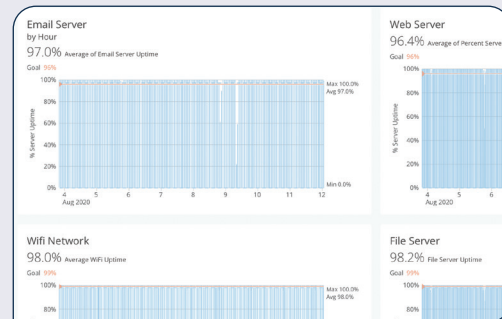 Email Server
by Hour
97.0% Average of Email Server Uptime
Goal 96%
100%
80%
60%
40%
20%
0%
% Server Uptime
Max 100.0%
Avg 97.0%
Min 0.0%
4 5 6 7 8 9 10 11 12
Aug 2020
Web Server
96.4% Average of Percent Serve
Goal 96%
100%
80%
60%
40%
20%
0%
% Server Uptime
4 5 6
Aug 2020
Wifi Network
98.0% Average WiFi Uptime
Goal 99%
100%
80%
Max 100.0%
Avg 98.0%
File Server
98.2% File Server Uptime
Goal 99%
100%
80%